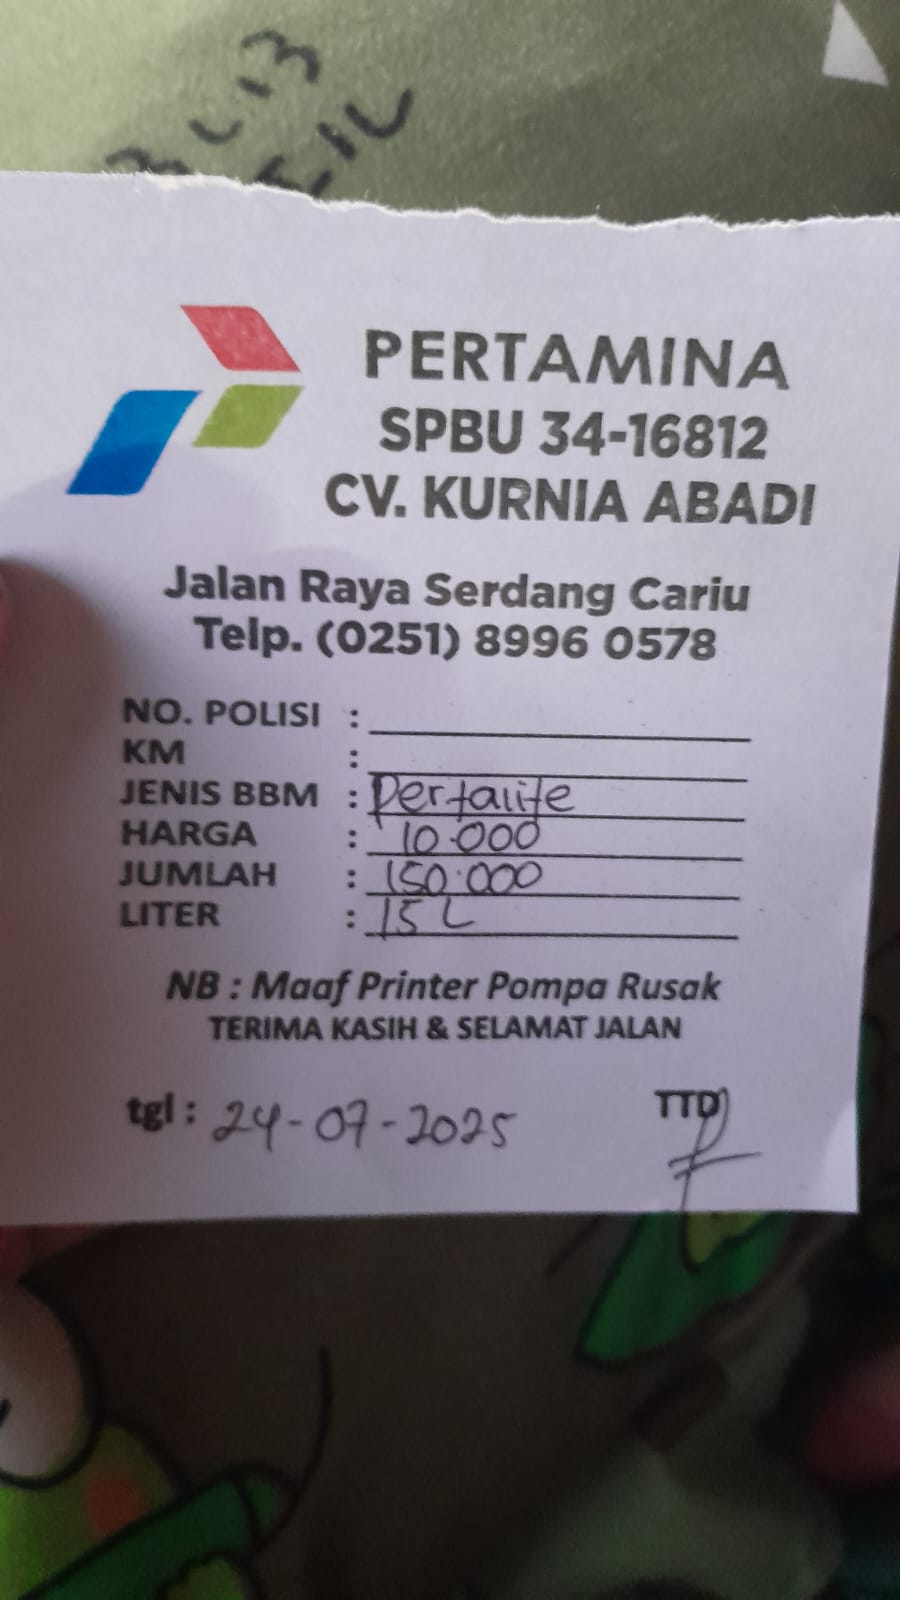 PERTAMINA
SPBU 34-16812
CV. KURNIA ABADI
Jalan Raya Serdang Cariu
Telp. (0251) 8996 0578
NO. POLISI :
KM :
JENIS BBM : Pertalite
HARGA : 10.000
JUMLAH : 150.000
LITER : 15 L
NB : Maaf Printer Pompa Rusak
TERIMA KASIH & SELAMAT JALAN
tgl : 24-07-2025 TTD